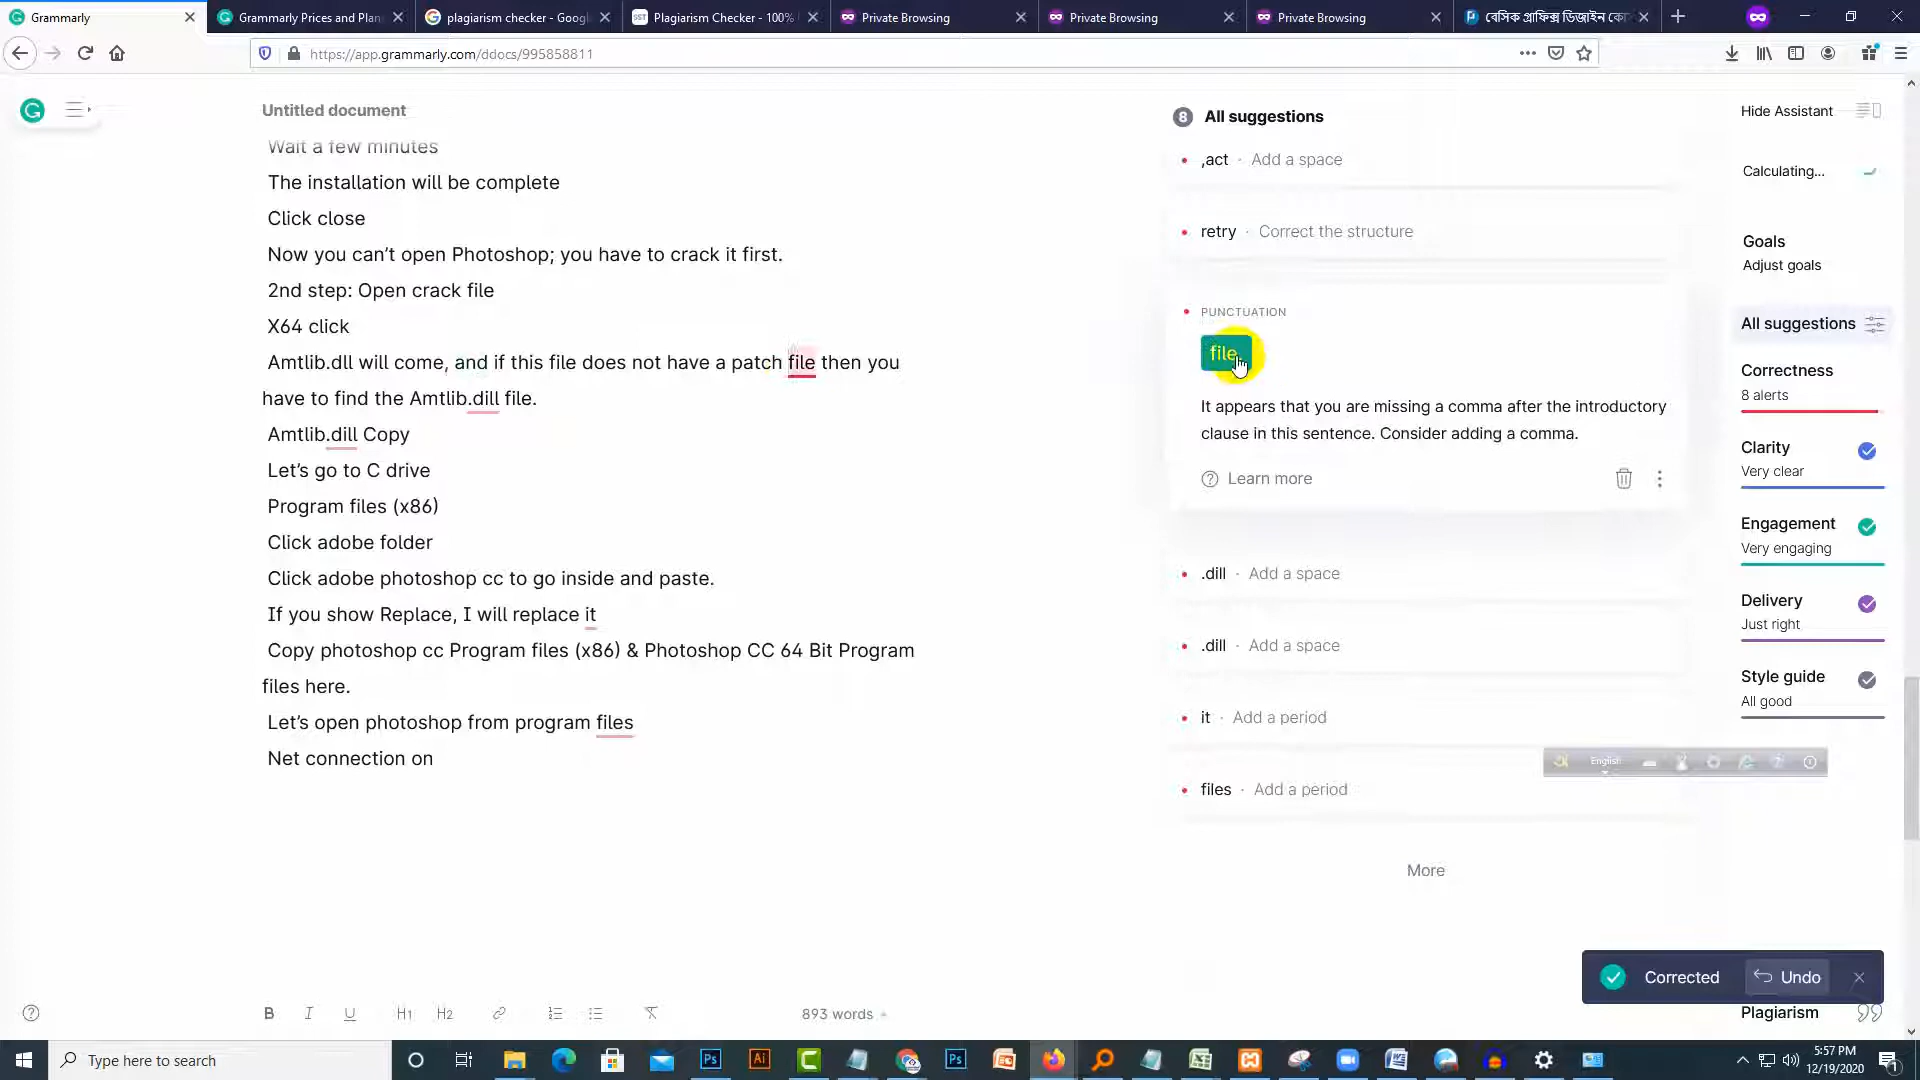 Grammarly
Grammarly Prices and Plan
plagiarism checker - Googl
Plagiarism Checker - 100%
Private Browsing
Private Browsing
Private Browsing
বেসিক গ্রাফিক্স ডিজাইন কো
https://app.grammarly.com/ddocs/995858811
Untitled document
Wait a few minutes
The installation will be complete
Click close
Now you can't open Photoshop; you have to crack it first.
2nd step: Open crack file
X64 click
Amtlib.dll will come, and if this file does not have a patch file then you
have to find the Amtlib.dill file.
Amtlib.dill Copy
Let's go to C drive
Program files (x86)
Click adobe folder
Click adobe photoshop cc to go inside and paste.
If you show Replace, I will replace it
Copy photoshop cc Program files (x86) & Photoshop CC 64 Bit Program
files here.
Let's open photoshop from program files
Net connection on
8 All suggestions
,act · Add a space
retry · Correct the structure
PUNCTUATION
file,
It appears that you are missing a comma after the introductory
clause in this sentence. Consider adding a comma.
Learn more
.dill · Add a space
.dill · Add a space
it · Add a period
files · Add a period
More
Hide Assistant
Calculating...
Goals
Adjust goals
All suggestions
Correctness
8 alerts
Clarity
Very clear
Engagement
Very engaging
Delivery
Just right
Style guide
All good
English
Corrected
Undo
Plagiarism
B I U H1 H2
893 words
Type here to search
5:57 PM
12/19/2020